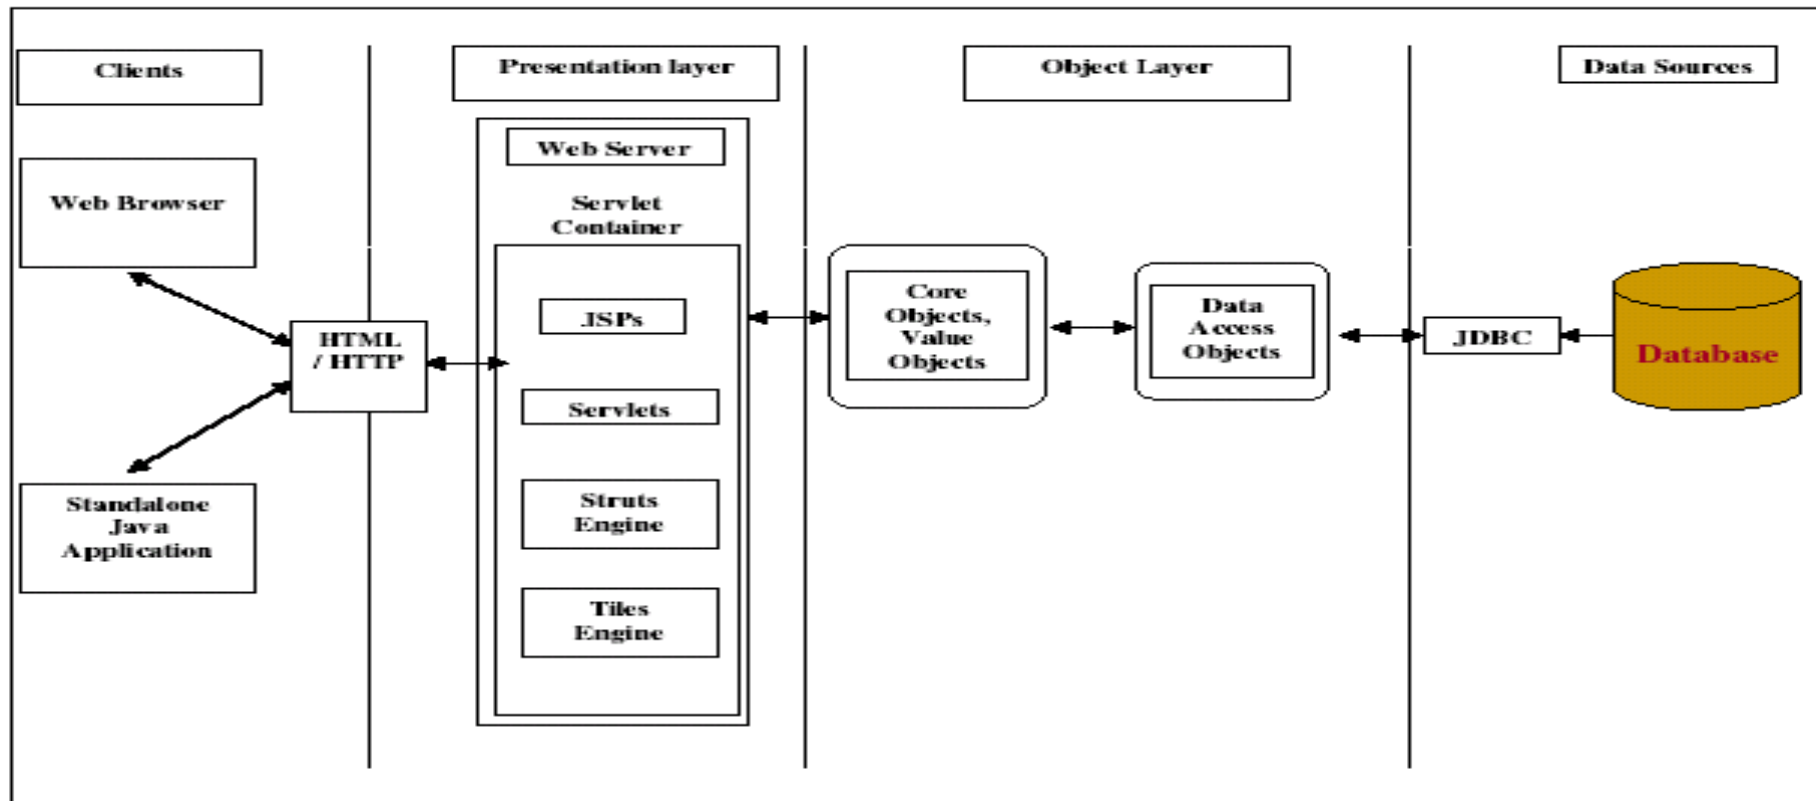 Clients
Presentation layer
Object Layer
Data Sources
Web Browser
Standalone
Java
Application
HTML
/ HTTP
Web Server
Servlet
Container
JSPs
Servlets
Struts
Engine
Tiles
Engine
Core
Objects,
Value
Objects
Data
Access
Objects
JDBC
Database